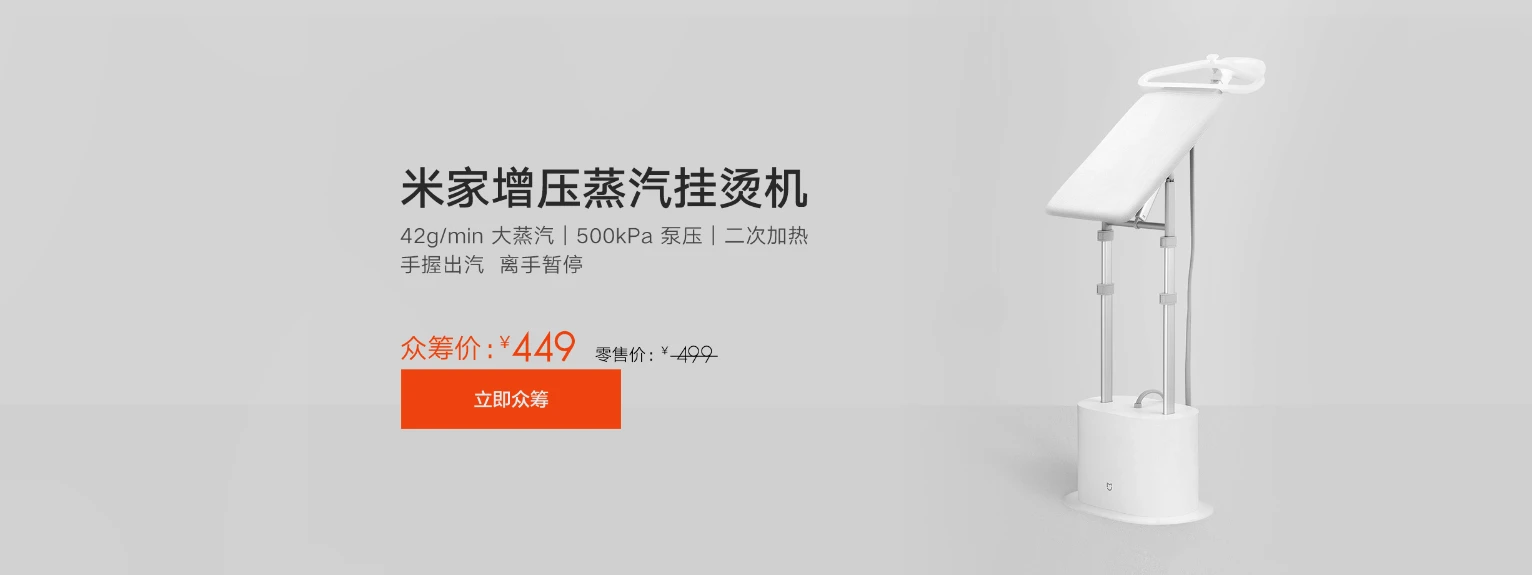 米家增压蒸汽挂烫机
42g/min 大蒸汽｜500kPa 泵压｜二次加热
手握出汽 离手暂停
众筹价：¥449 零售价：¥499
立即众筹